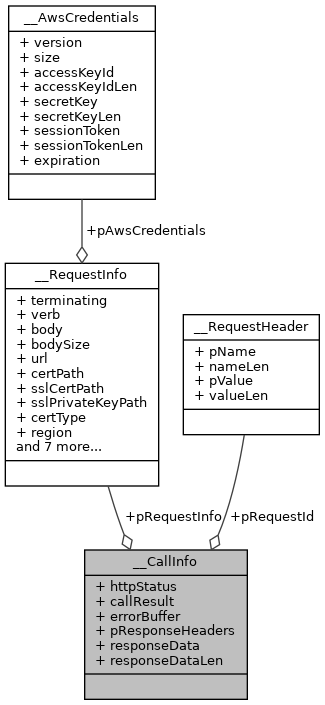 __AwsCredentials
+ version
+ size
+ accessKeyId
+ accessKeyIdLen
+ secretKey
+ secretKeyLen
+ sessionToken
+ sessionTokenLen
+ expiration
+pAwsCredentials
__RequestInfo
+ terminating
+ verb
+ body
+ bodySize
+ url
+ certPath
+ sslCertPath
+ sslPrivateKeyPath
+ certType
+ region
and 7 more...
__RequestHeader
+ pName
+ nameLen
+ pValue
+ valueLen
+pRequestInfo
+pRequestId
__CallInfo
+ httpStatus
+ callResult
+ errorBuffer
+ pResponseHeaders
+ responseData
+ responseDataLen